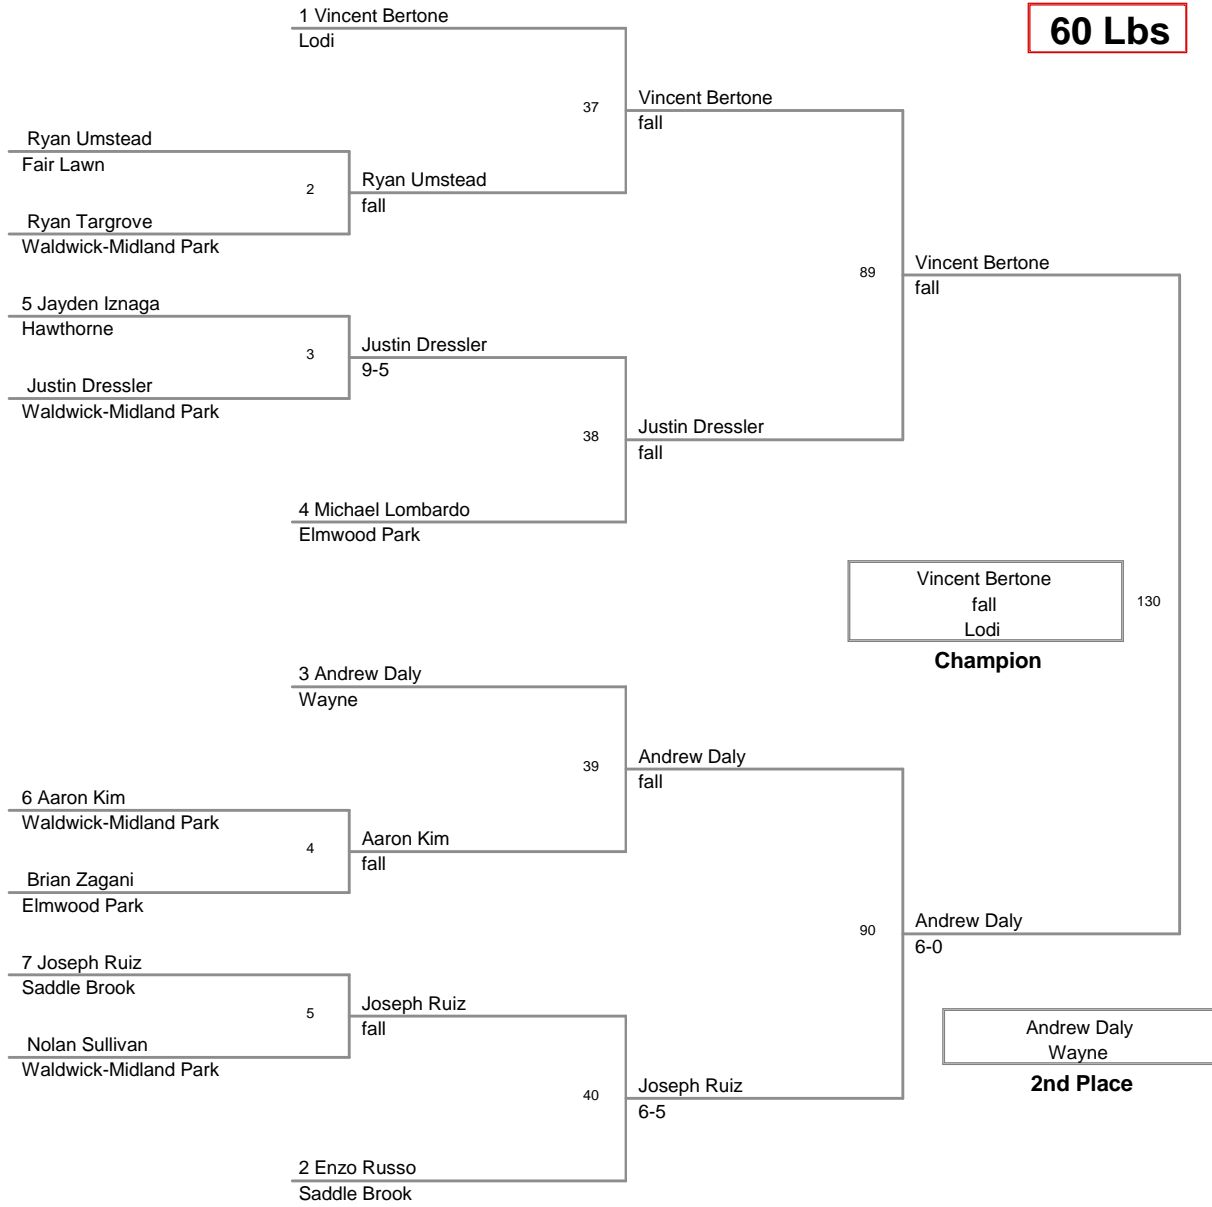 1 Vincent Bertone
Lodi
60 Lbs
37
Vincent Bertone
fall
Ryan Umstead
Fair Lawn
2
Ryan Umstead
fall
Ryan Targrove
Waldwick-Midland Park
89
Vincent Bertone
fall
5 Jayden Iznaga
Hawthorne
3
Justin Dressler
9-5
Justin Dressler
Waldwick-Midland Park
38
Justin Dressler
fall
4 Michael Lombardo
Elmwood Park
Vincent Bertone
fall
Lodi
130
Champion
3 Andrew Daly
Wayne
39
Andrew Daly
fall
6 Aaron Kim
Waldwick-Midland Park
4
Aaron Kim
fall
Brian Zagani
Elmwood Park
90
Andrew Daly
6-0
7 Joseph Ruiz
Saddle Brook
5
Joseph Ruiz
fall
Nolan Sullivan
Waldwick-Midland Park
Andrew Daly
Wayne
2nd Place
40
Joseph Ruiz
6-5
2 Enzo Russo
Saddle Brook